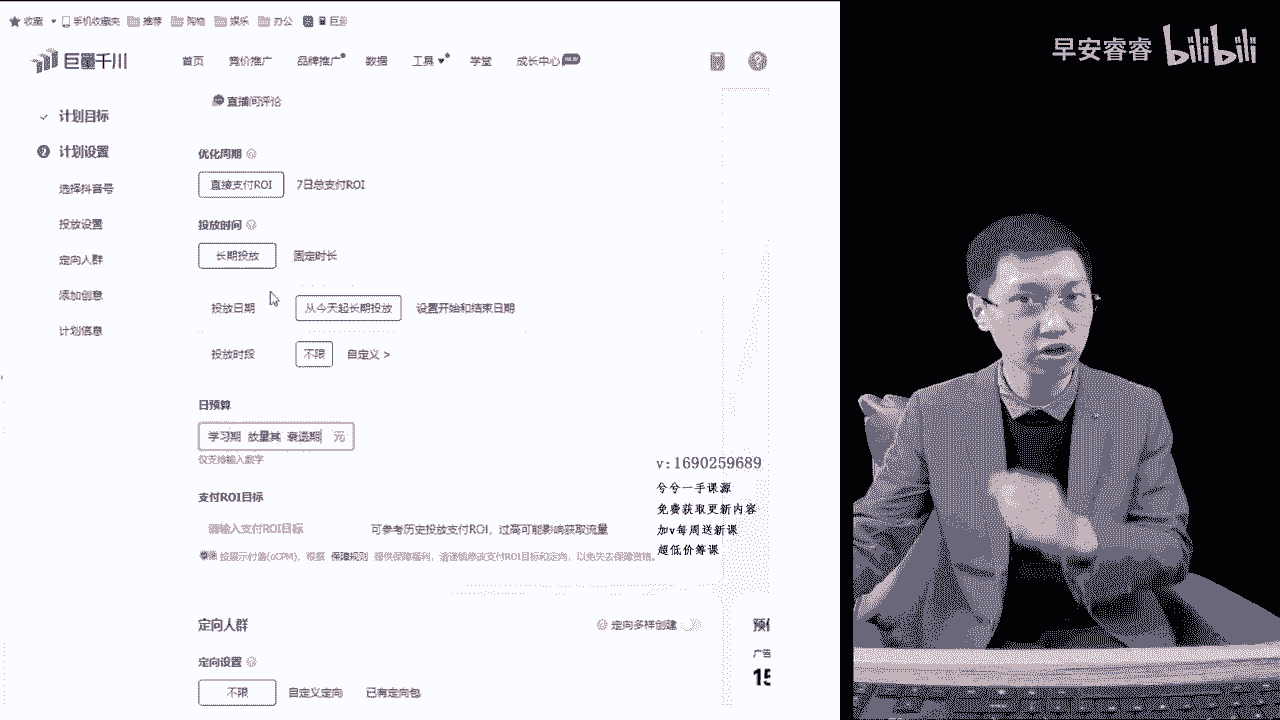 收藏 手机收藏夹 推荐 购物 娱乐 办公 巨量
早安睿睿 bilibili
巨量千川 首页 竞价推广 品牌推广 数据 工具 学堂 成长中心
直播间评论
计划目标
计划设置
选择抖音号
投放设置
定向人群
添加创意
计划信息
优化周期
直接支付ROI 7日总支付ROI
投放时间
长期投放 固定时长
投放日期 从今天起长期投放 设置开始和结束日期
投放时段 不限 自定义 >
日预算
学习期 放量其 衰退期 元
仅支持输入数字
支付ROI目标
请输入支付ROI目标 可参考历史投放支付ROI，过高可能影响获取流量
按展示付费(oCPM)，根据 保障规则 提供保障福利，请谨慎修改支付ROI目标和定向，以免失去保障资格。
v:1690259689
兮兮一手课源
免费获取更新内容
加v每周送新课
超低价筹课
定向人群 定向多样创建
定向设置
不限 自定义定向 已有定向包
预估
广告
15